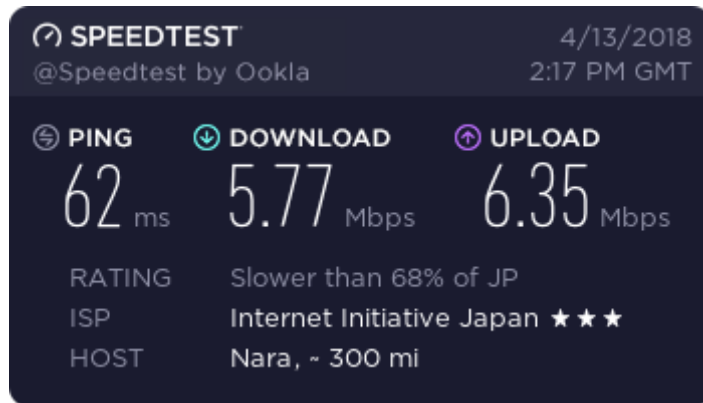 SPEEDTEST 4/13/2018
@Speedtest by Ookla 2:17 PM GMT
PING DOWNLOAD UPLOAD
62 ms 5.77 Mbps 6.35 Mbps
RATING Slower than 68% of JP
ISP Internet Initiative Japan ★★★
HOST Nara, ~ 300 mi